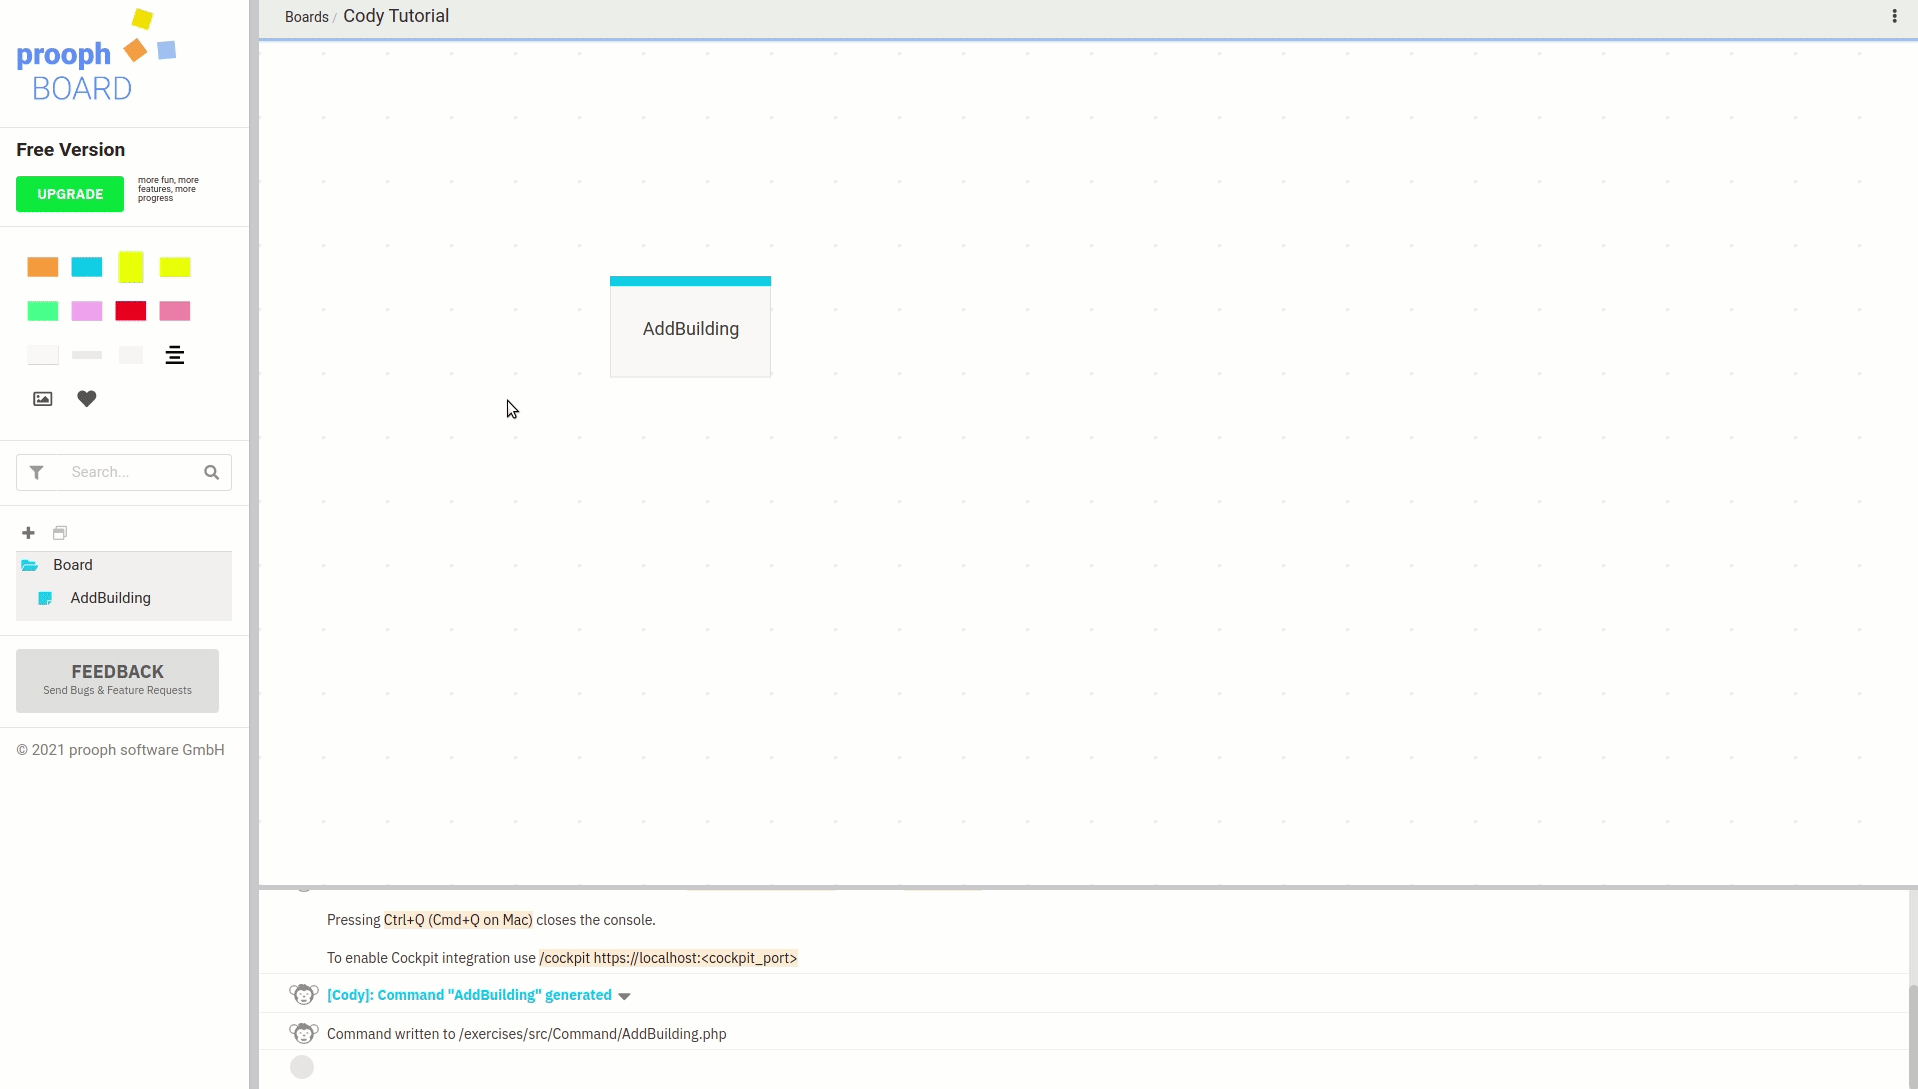 prooph
BOARD
Free Version
UPGRADE
more fun, more
features, more
progress
Search...
Board
AddBuilding
FEEDBACK
Send Bugs & Feature Requests
© 2021 prooph software GmbH
Boards / Cody Tutorial
AddBuilding
Pressing Ctrl+Q (Cmd+Q on Mac) closes the console.
To enable Cockpit integration use /cockpit https://localhost:<cockpit_port>
[Cody]: Command "AddBuilding" generated
Command written to /exercises/src/Command/AddBuilding.php